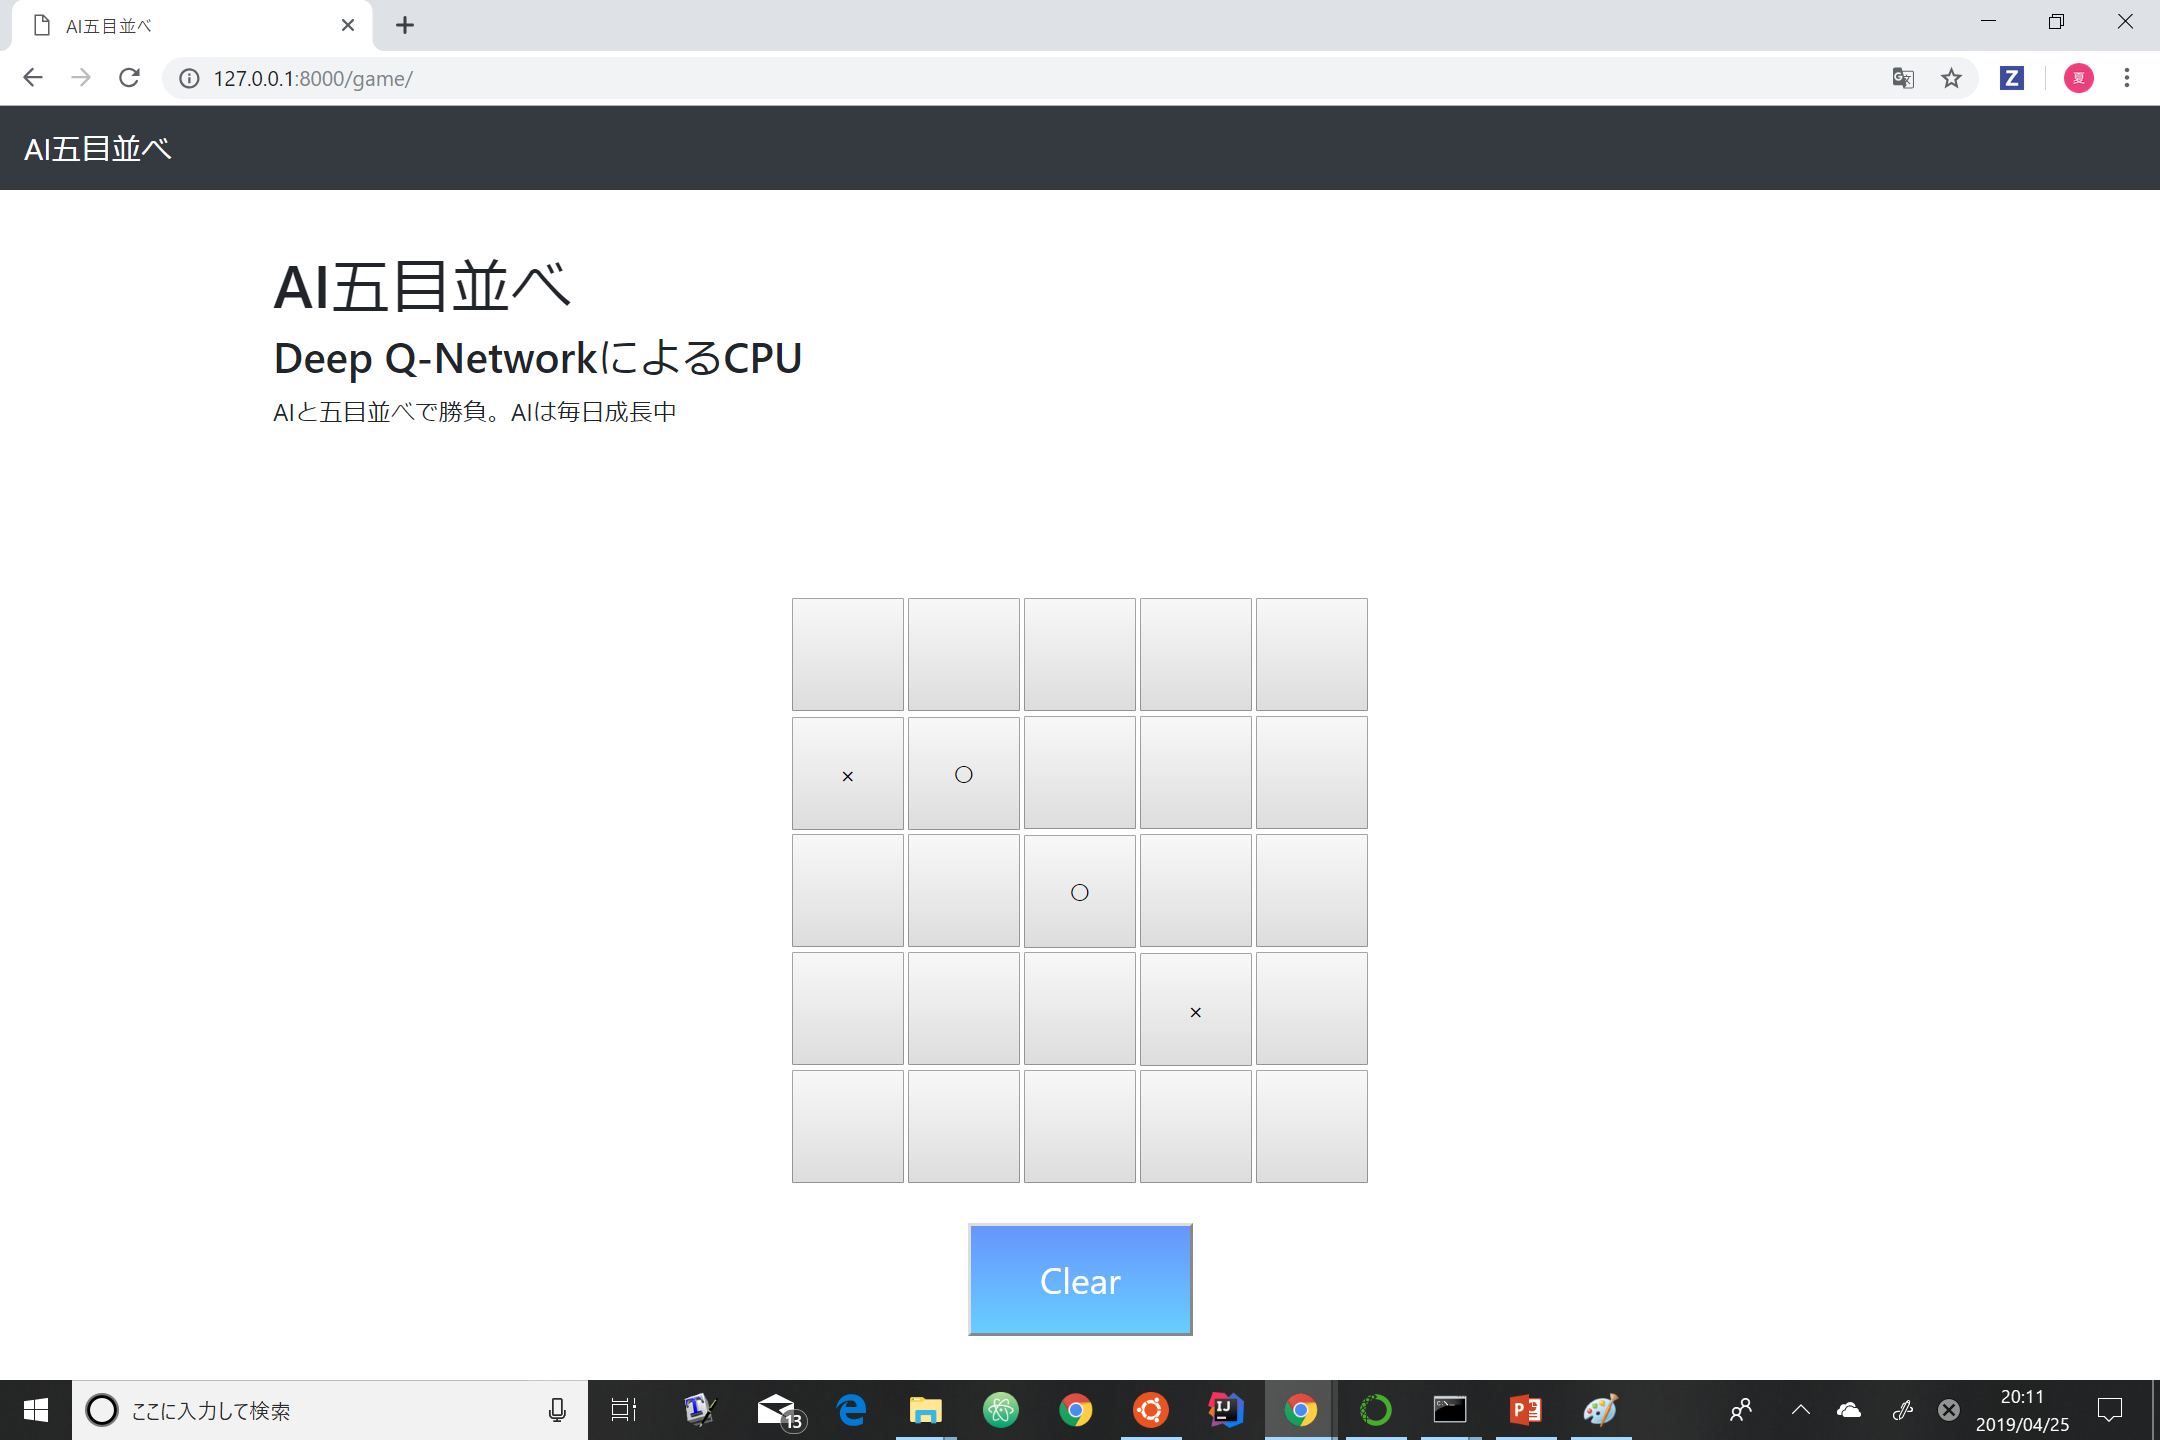 AI五目並べ
127.0.0.1:8000/game/
夏
AI五目並べ
AI五目並べ
Deep Q-NetworkによるCPU
AIと五目並べで勝負。AIは毎日成長中
× ○
○
×
Clear
ここに入力して検索
13
20:11
2019/04/25